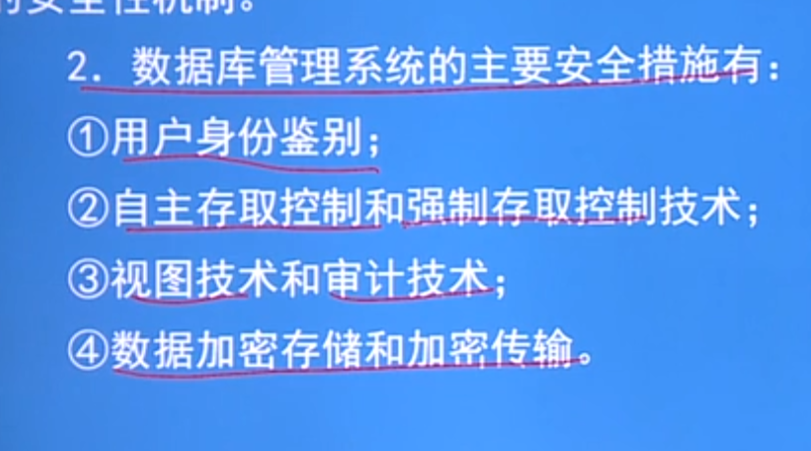 的安全性机制。
2. 数据库管理系统的主要安全措施有：
①用户身份鉴别；
②自主存取控制和强制存取控制技术；
③视图技术和审计技术；
④数据加密存储和加密传输。